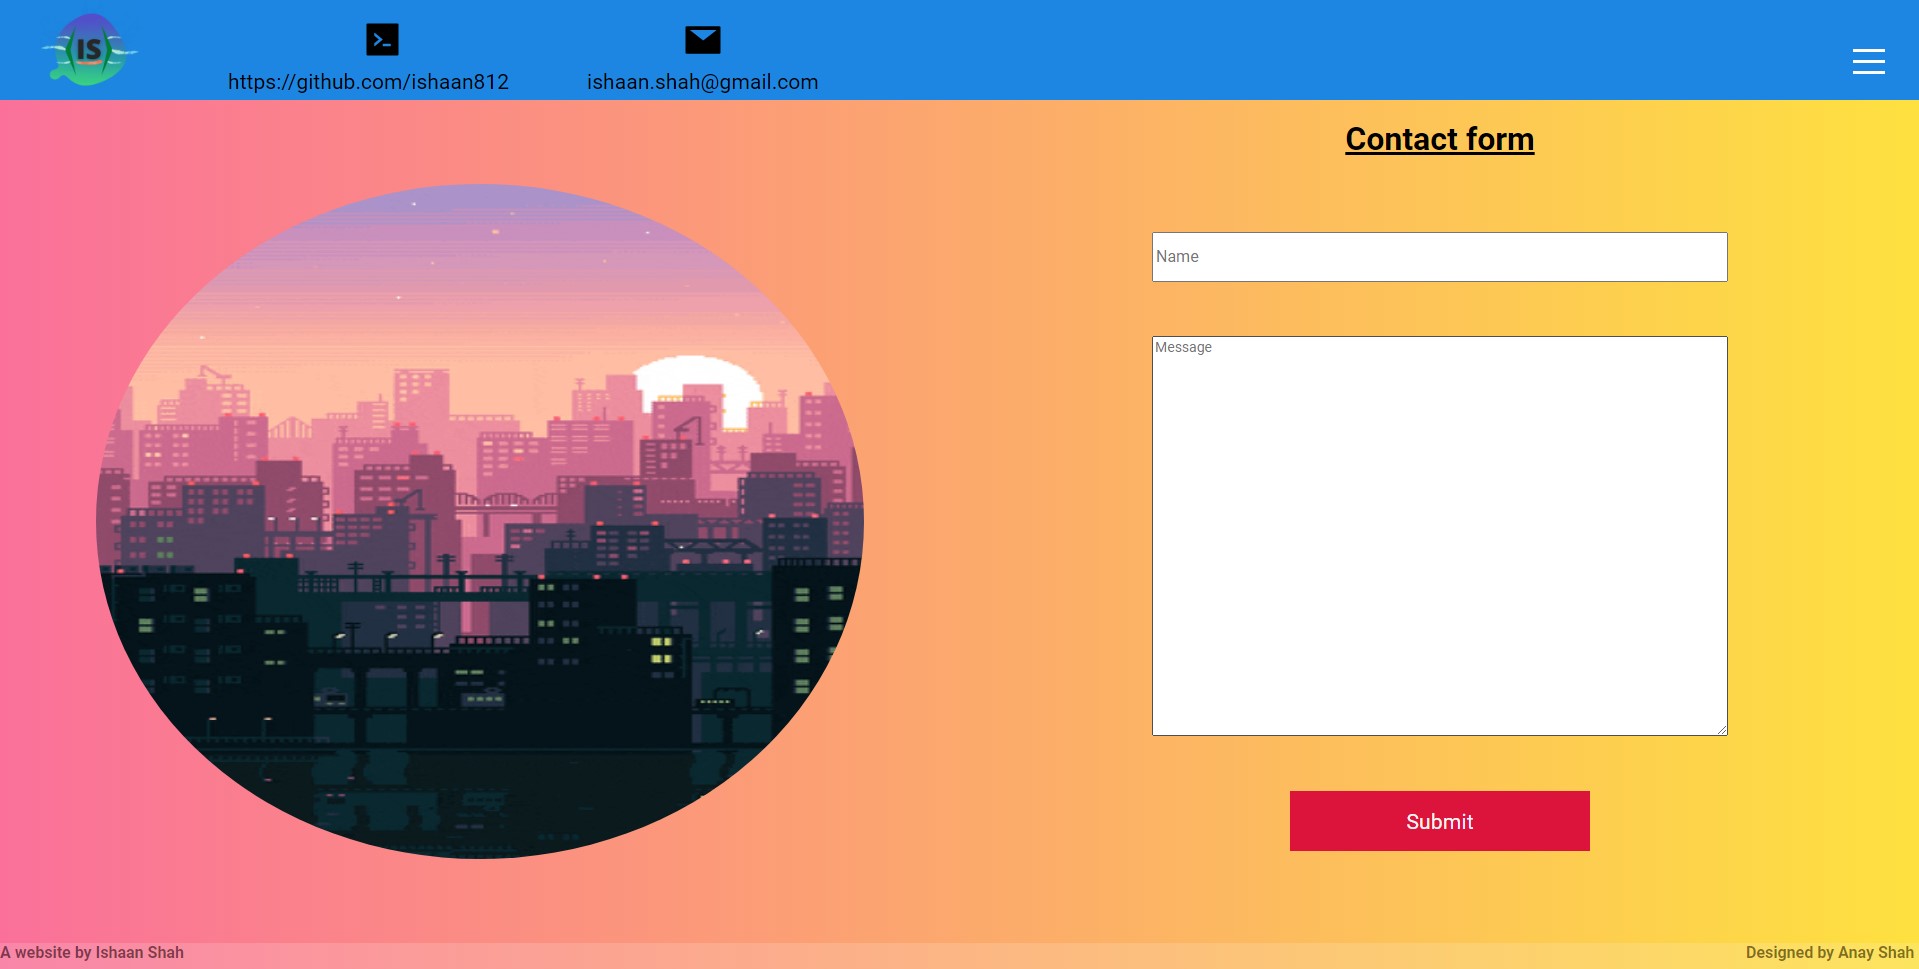 IS
https://github.com/ishaan812
ishaan.shah@gmail.com
Contact form
Name
Message
Submit
A website by Ishaan Shah
Designed by Anay Shah